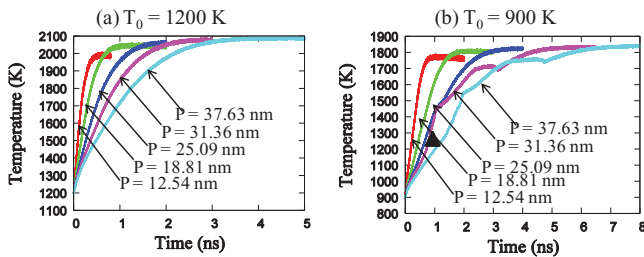 (a) T0 = 1200 K
2100
2000
1900
1800
1700
1600
1500
1400
1300
1200
1100
Temperature (K)
P = 37.63 nm
P = 31.36 nm
P = 25.09 nm
P = 18.81 nm
P = 12.54 nm
0 1 2 3 4 5
Time (ns)
(b) T0 = 900 K
1900
1800
1700
1600
1500
1400
1300
1200
1100
1000
900
800
Temperature (K)
P = 37.63 nm
P = 31.36 nm
P = 25.09 nm
P = 18.81 nm
P = 12.54 nm
0 1 2 3 4 5 6 7 8
Time (ns)